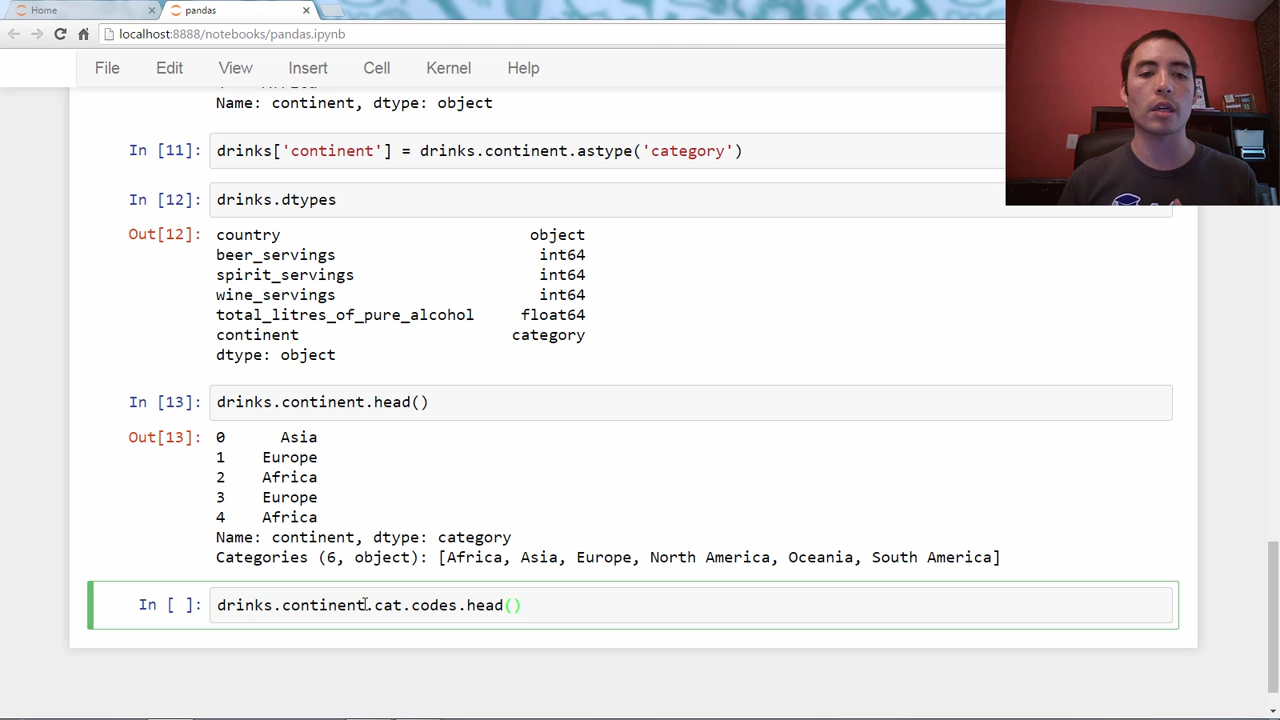 Home
pandas
localhost:8888/notebooks/pandas.ipynb
File Edit View Insert Cell Kernel Help
Name: continent, dtype: object
In [11]: drinks['continent'] = drinks.continent.astype('category')
In [12]: drinks.dtypes
Out[12]: country object
beer_servings int64
spirit_servings int64
wine_servings int64
total_litres_of_pure_alcohol float64
continent category
dtype: object
In [13]: drinks.continent.head()
Out[13]: 0 Asia
1 Europe
2 Africa
3 Europe
4 Africa
Name: continent, dtype: category
Categories (6, object): [Africa, Asia, Europe, North America, Oceania, South America]
In [ ]: drinks.continent.cat.codes.head()